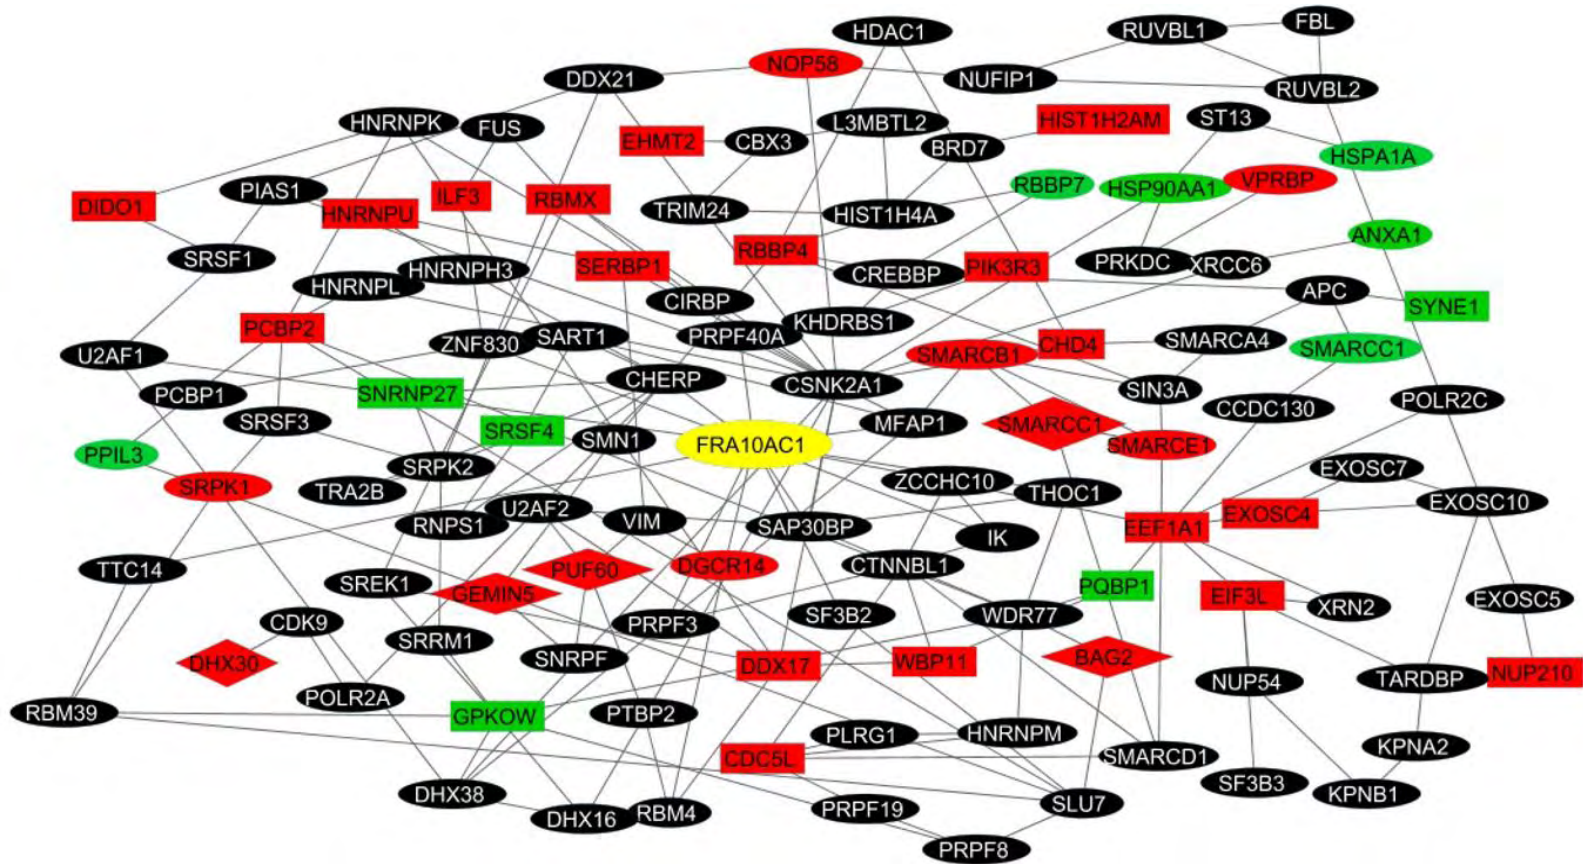 FBL
RUVBL1
HDAC1
NOP58
DDX21
NUFIP1
RUVBL2
HNRNPK
FUS
L3MBTL2
HIST1H2AM
ST13
EHMT2
CBX3
BRD7
HSPA1A
PIAS1
ILF3
RBMX
RBBP7
HSP90AA1
VPRBP
DIDO1
HNRNPU
TRIM24
HIST1H4A
ANXA1
SRSF1
HNRNPH3
SERBP1
RBBP4
CREBBP
PIK3R3
PRKDC
XRCC6
HNRNPL
CIRBP
APC
SYNE1
PCBP2
ZNF830
SART1
PRPF40A
KHDRBS1
CHD4
SMARCA4
SMARCC1
U2AF1
SMARCB1
PCBP1
SNRNP27
CHERP
CSNK2A1
SIN3A
CCDC130
POLR2C
SRSF3
SRSF4
SMN1
FRA10AC1
MFAP1
SMARCC1
SMARCE1
PPIL3
SRPK1
TRA2B
SRPK2
ZCCHC10
THOC1
EXOSC7
EXOSC10
RNPS1
U2AF2
VIM
SAP30BP
IK
EEF1A1
EXOSC4
TTC14
SREK1
GEMIN5
PUF60
DGCR14
CTNNBL1
PQBP1
EIF3L
XRN2
EXOSC5
CDK9
SRRM1
PRPF3
SF3B2
WDR77
DHX30
SNRPF
DDX17
WBP11
BAG2
NUP54
TARDBP
NUP210
RBM39
POLR2A
GPKOW
PTBP2
PLRG1
HNRNPM
CDC5L
SMARCD1
KPNA2
SF3B3
KPNB1
DHX38
DHX16
RBM4
PRPF19
SLU7
PRPF8